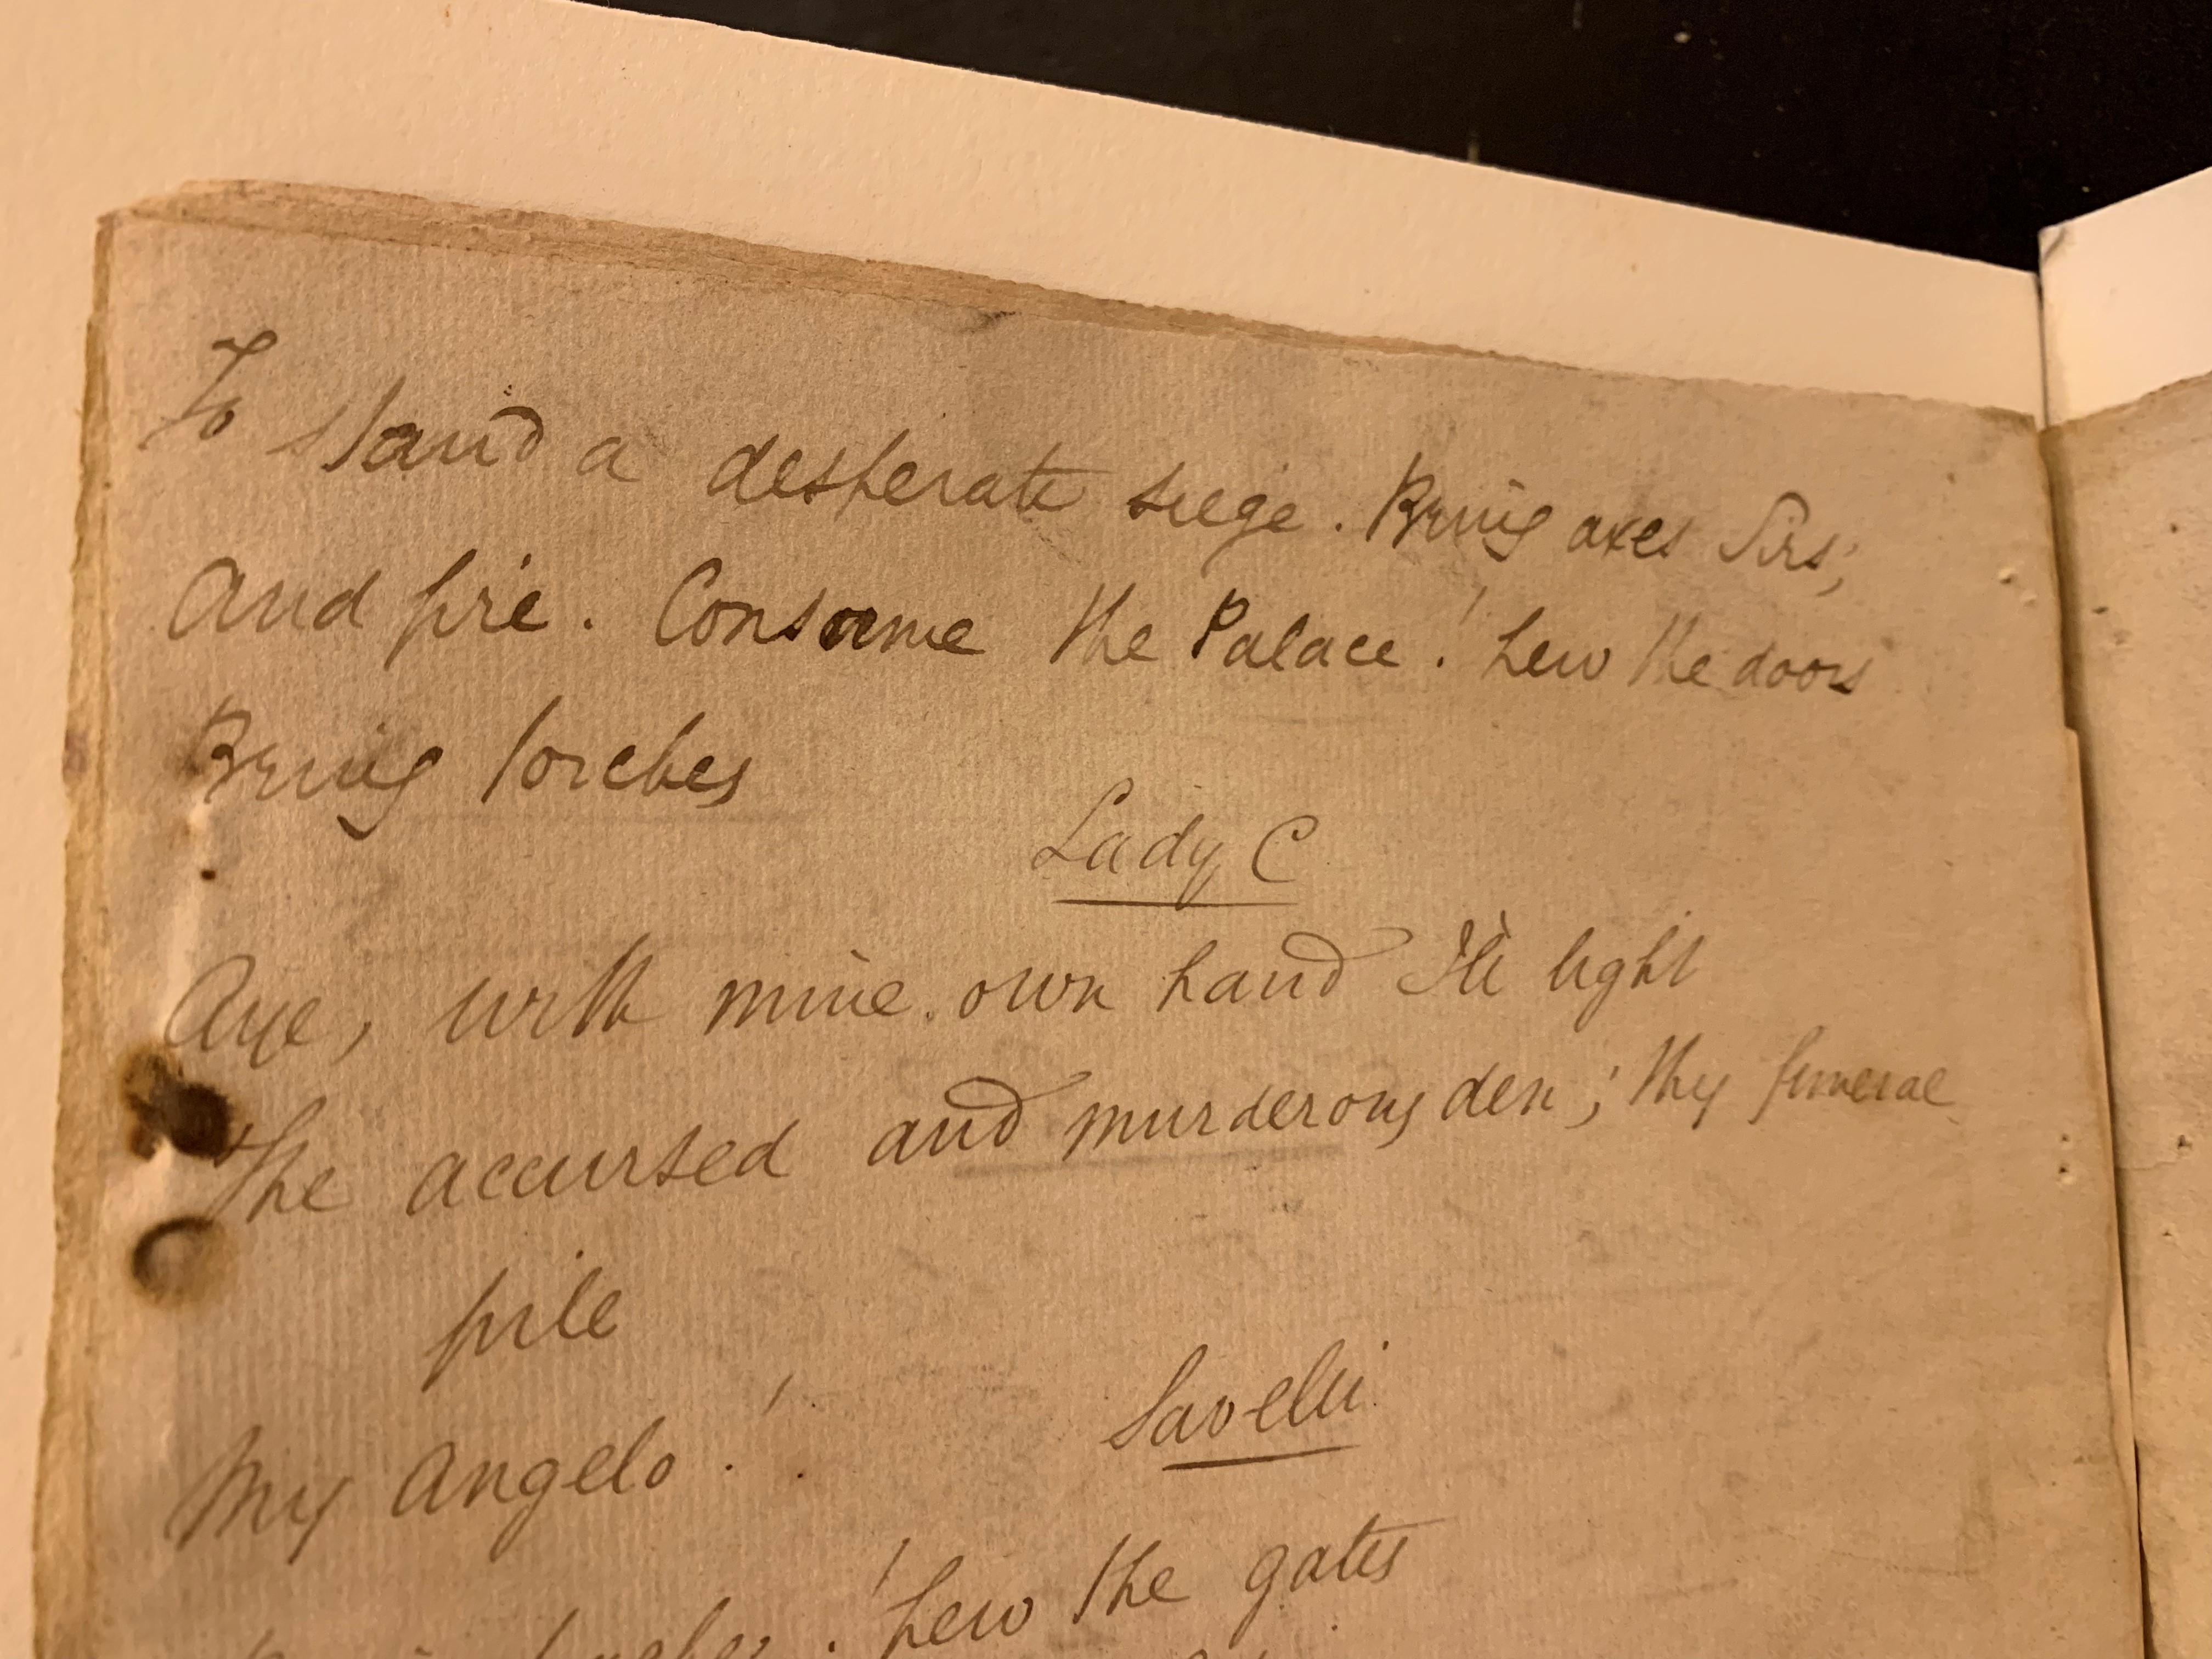 To stand a desperate siege. Bring axes Sirs;
And fire. Consume the Palace! hew the doors
Bring torches
Lady C
Aye, with mine own hand I'll light
The accursed and murderous den; thy funeral
pile
Savelli
My Angelo!
! hew the gates